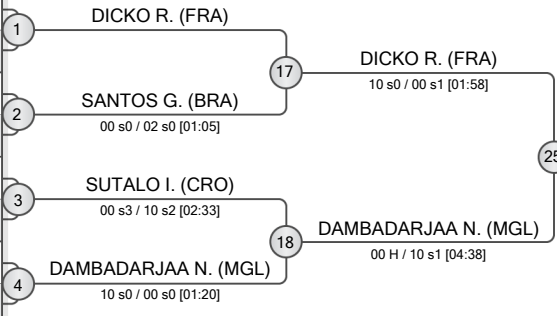 DICKO R. (FRA)
1
17
DICKO R. (FRA)
10 s0 / 00 s1 [01:58]
SANTOS G. (BRA)
2
00 s0 / 02 s0 [01:05]
25
SUTALO I. (CRO)
3
00 s3 / 10 s2 [02:33]
18
DAMBADARJAA N. (MGL)
00 H / 10 s1 [04:38]
DAMBADARJAA N. (MGL)
4
10 s0 / 00 s0 [01:20]